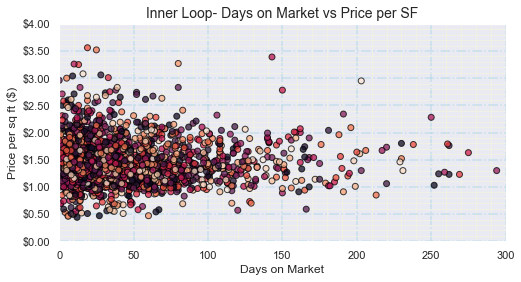 Inner Loop- Days on Market vs Price per SF
$4.00
$3.50
$3.00
$2.50
$2.00
$1.50
$1.00
$0.50
$0.00
Price per sq ft ($)
0 50 100 150 200 250 300
Days on Market